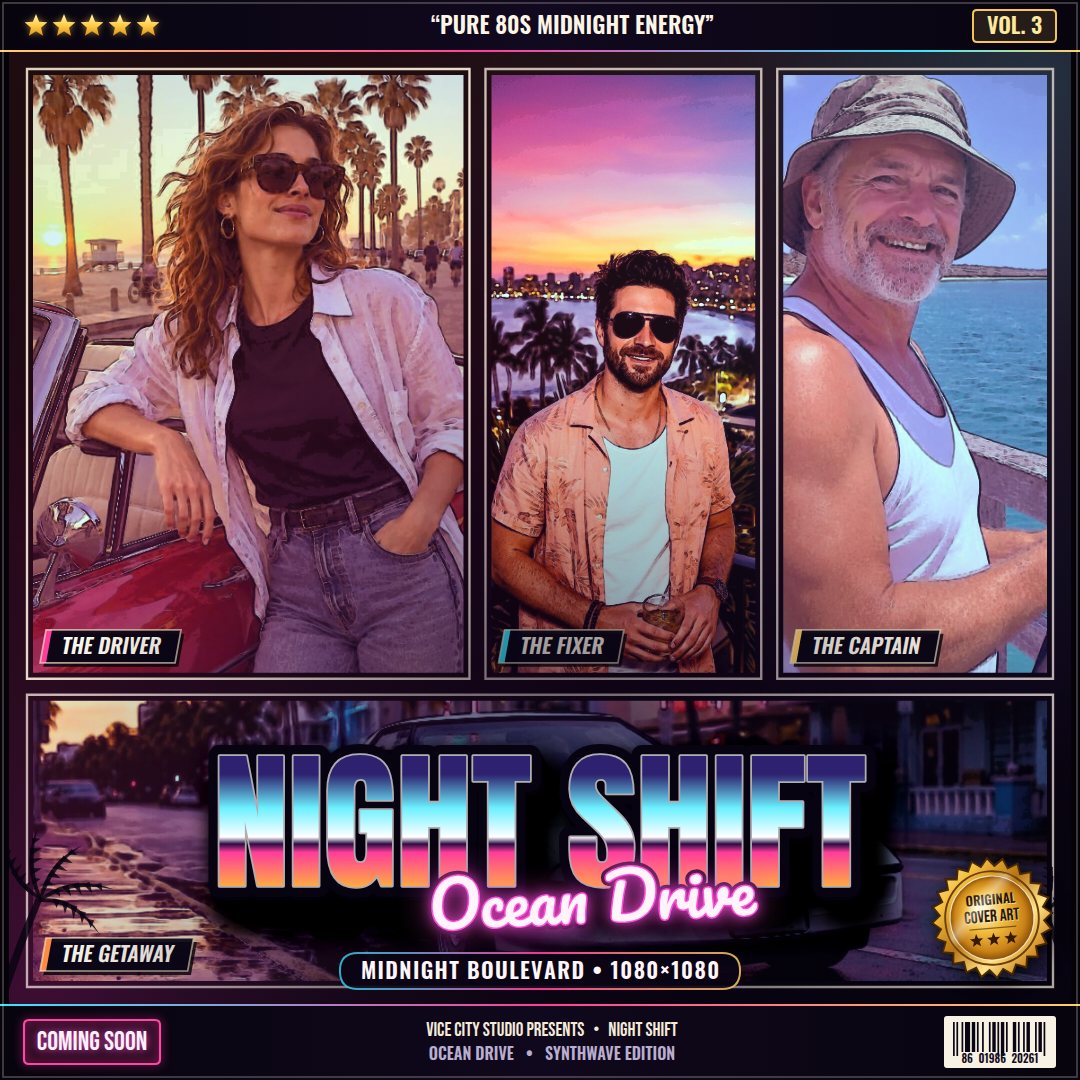 “PURE 80S MIDNIGHT ENERGY”
VOL. 3
THE DRIVER
THE FIXER
THE CAPTAIN
NIGHT SHIFT
Ocean Drive
THE GETAWAY
ORIGINAL
COVER ART
MIDNIGHT BOULEVARD • 1080×1080
COMING SOON
VICE CITY STUDIO PRESENTS • NIGHT SHIFT
OCEAN DRIVE • SYNTHWAVE EDITION
86 01986 20261